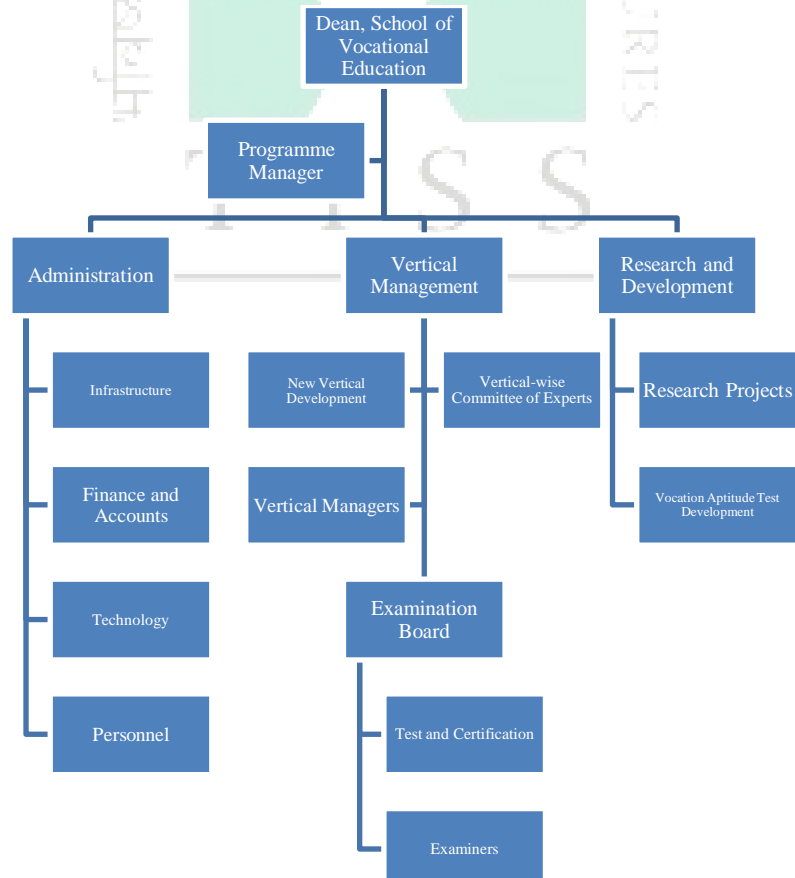 Dean, School of
Vocational
Education
Programme
Manager
T I S S
Administration
Vertical
Management
Research and
Development
Infrastructure
New Vertical
Development
Vertical-wise
Committee of Experts
Research Projects
Finance and
Accounts
Vertical Managers
Vocation Aptitude Test
Development
Technology
Examination
Board
Personnel
Test and Certification
Examiners